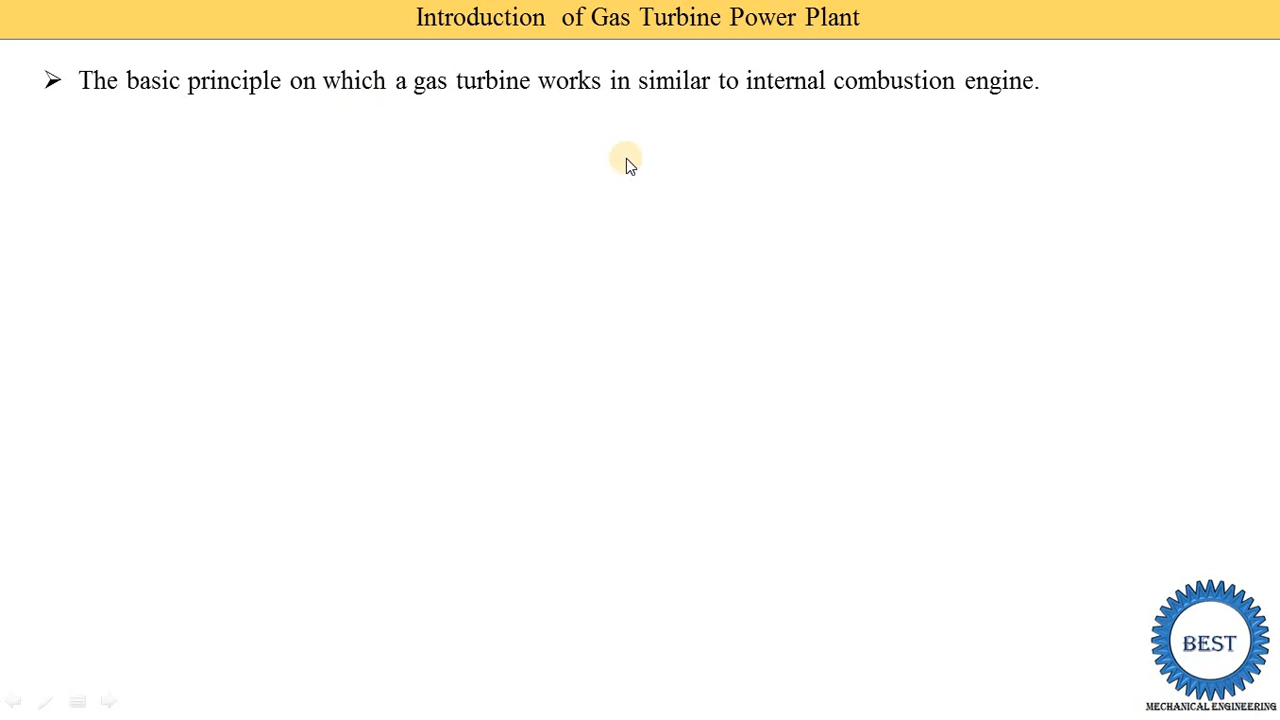 Introduction of Gas Turbine Power Plant
➢ The basic principle on which a gas turbine works in similar to internal combustion engine.
BEST
MECHANICAL ENGINEERING